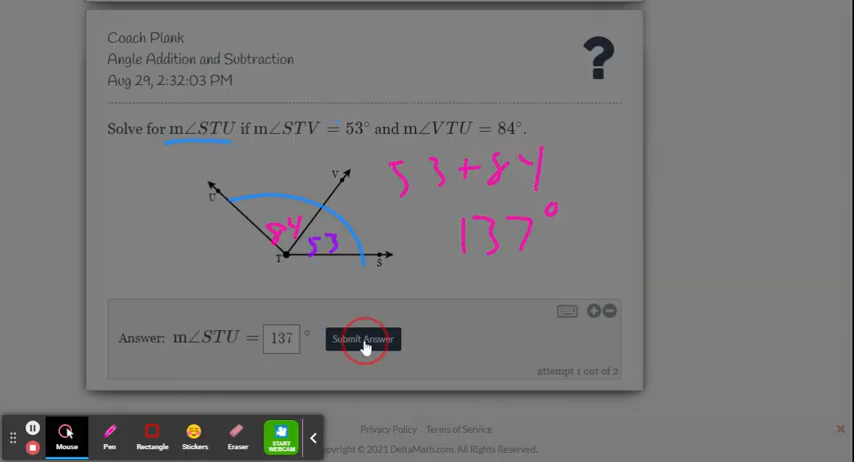 Coach Plank
Angle Addition and Subtraction
Aug 29, 2:32:03 PM
?
Solve for m∠STU if m∠STV = 53° and m∠VTU = 84°.
53+84
137°
U
V
84
53
T
S
Answer: m∠STU = 137 °
Submit Answer
attempt 1 out of 2
Privacy Policy Terms of Service
opyright © 2021 DeltaMath.com. All Rights Reserved.
Mouse Pen Rectangle Stickers Eraser START WEBCAM